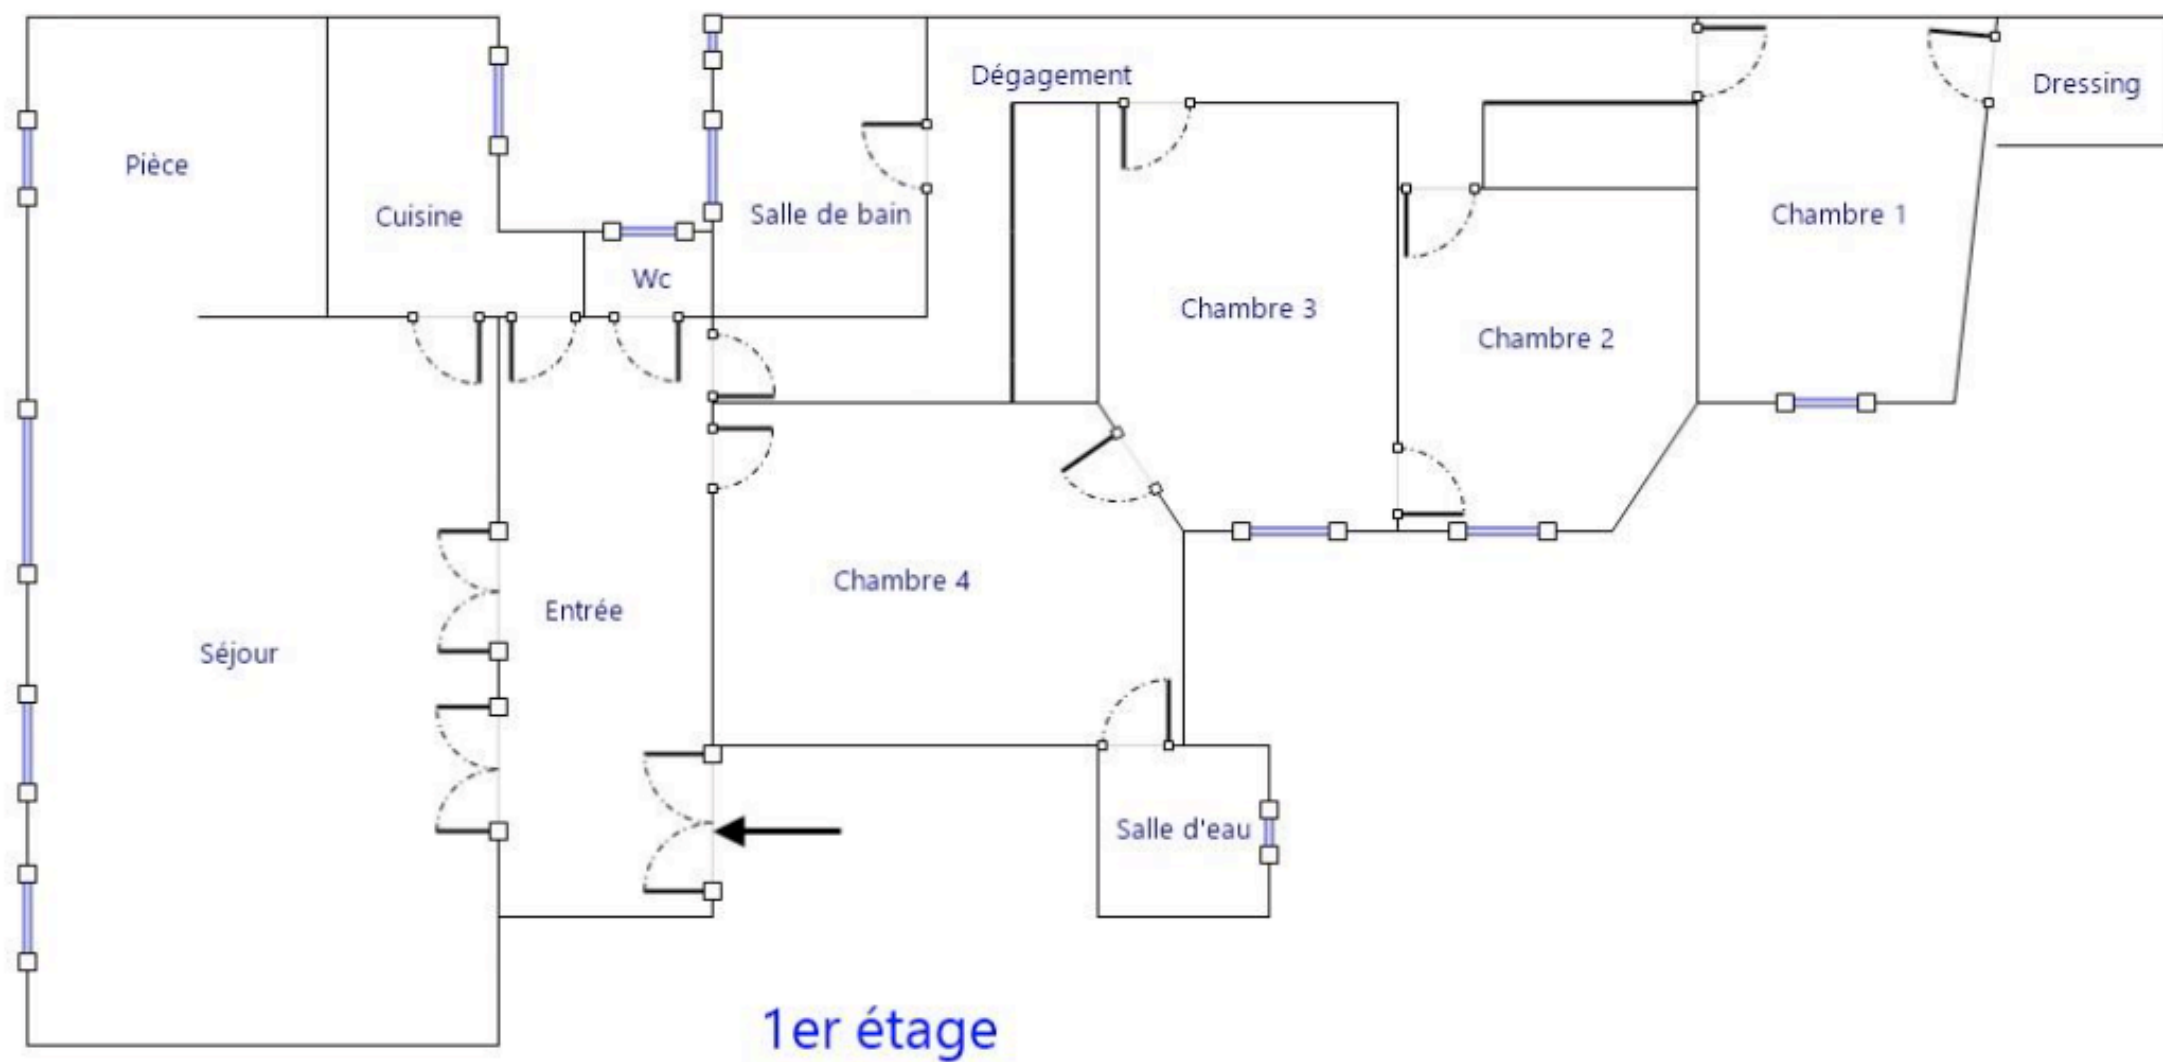 Dégagement
Dressing
Pièce
Cuisine
Salle de bain
Chambre 1
Wc
Chambre 3
Chambre 2
Chambre 4
Entrée
Séjour
Salle d'eau
1er étage